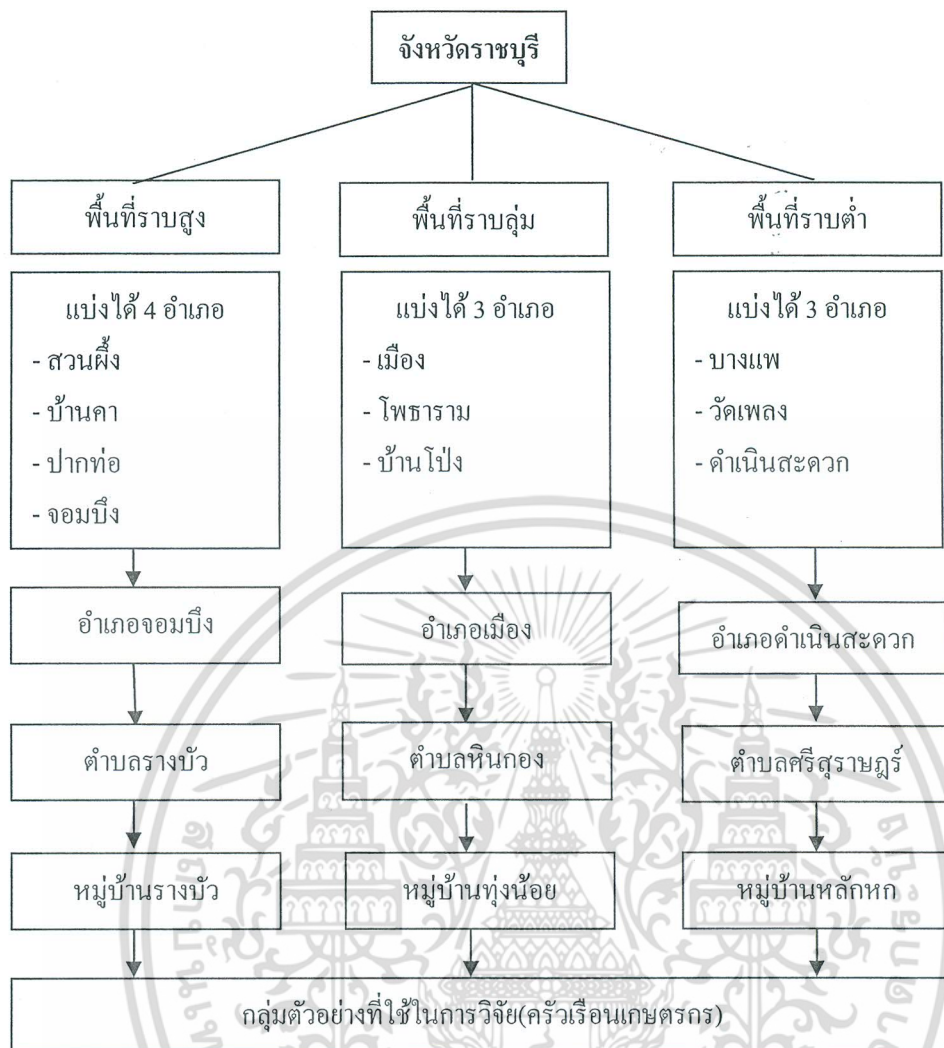 จังหวัดราชบุรี
พื้นที่ราบสูง
พื้นที่ราบลุ่ม
พื้นที่ราบต่ำ
แบ่งได้ 4 อำเภอ
- สวนผึ้ง
- บ้านคา
- ปากท่อ
- จอมบึง
แบ่งได้ 3 อำเภอ
- เมือง
- โพธาราม
- บ้านโป่ง
แบ่งได้ 3 อำเภอ
- บางแพ
- วัดเพลง
- ดำเนินสะดวก
อำเภอจอมบึง
อำเภอเมือง
อำเภอดำเนินสะดวก
ตำบลรางบัว
ตำบลหินกอง
ตำบลศรีสุราษฎร์
หมู่บ้านรางบัว
หมู่บ้านทุ่งน้อย
หมู่บ้านหลักหก
กลุ่มตัวอย่างที่ใช้ในการวิจัย(ครัวเรือนเกษตรกร)